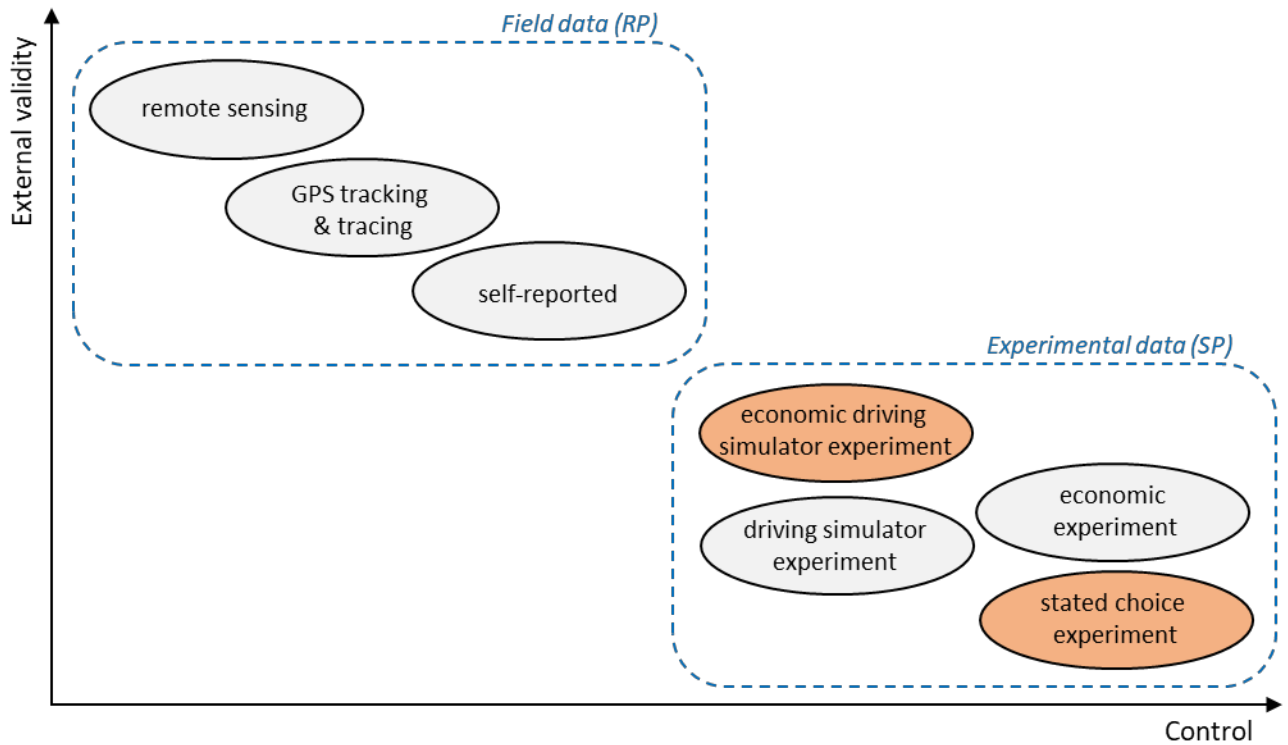 Field data (RP)
External validity
remote sensing
GPS tracking
& tracing
self-reported
Experimental data (SP)
economic driving
simulator experiment
economic
experiment
driving simulator
experiment
stated choice
experiment
Control